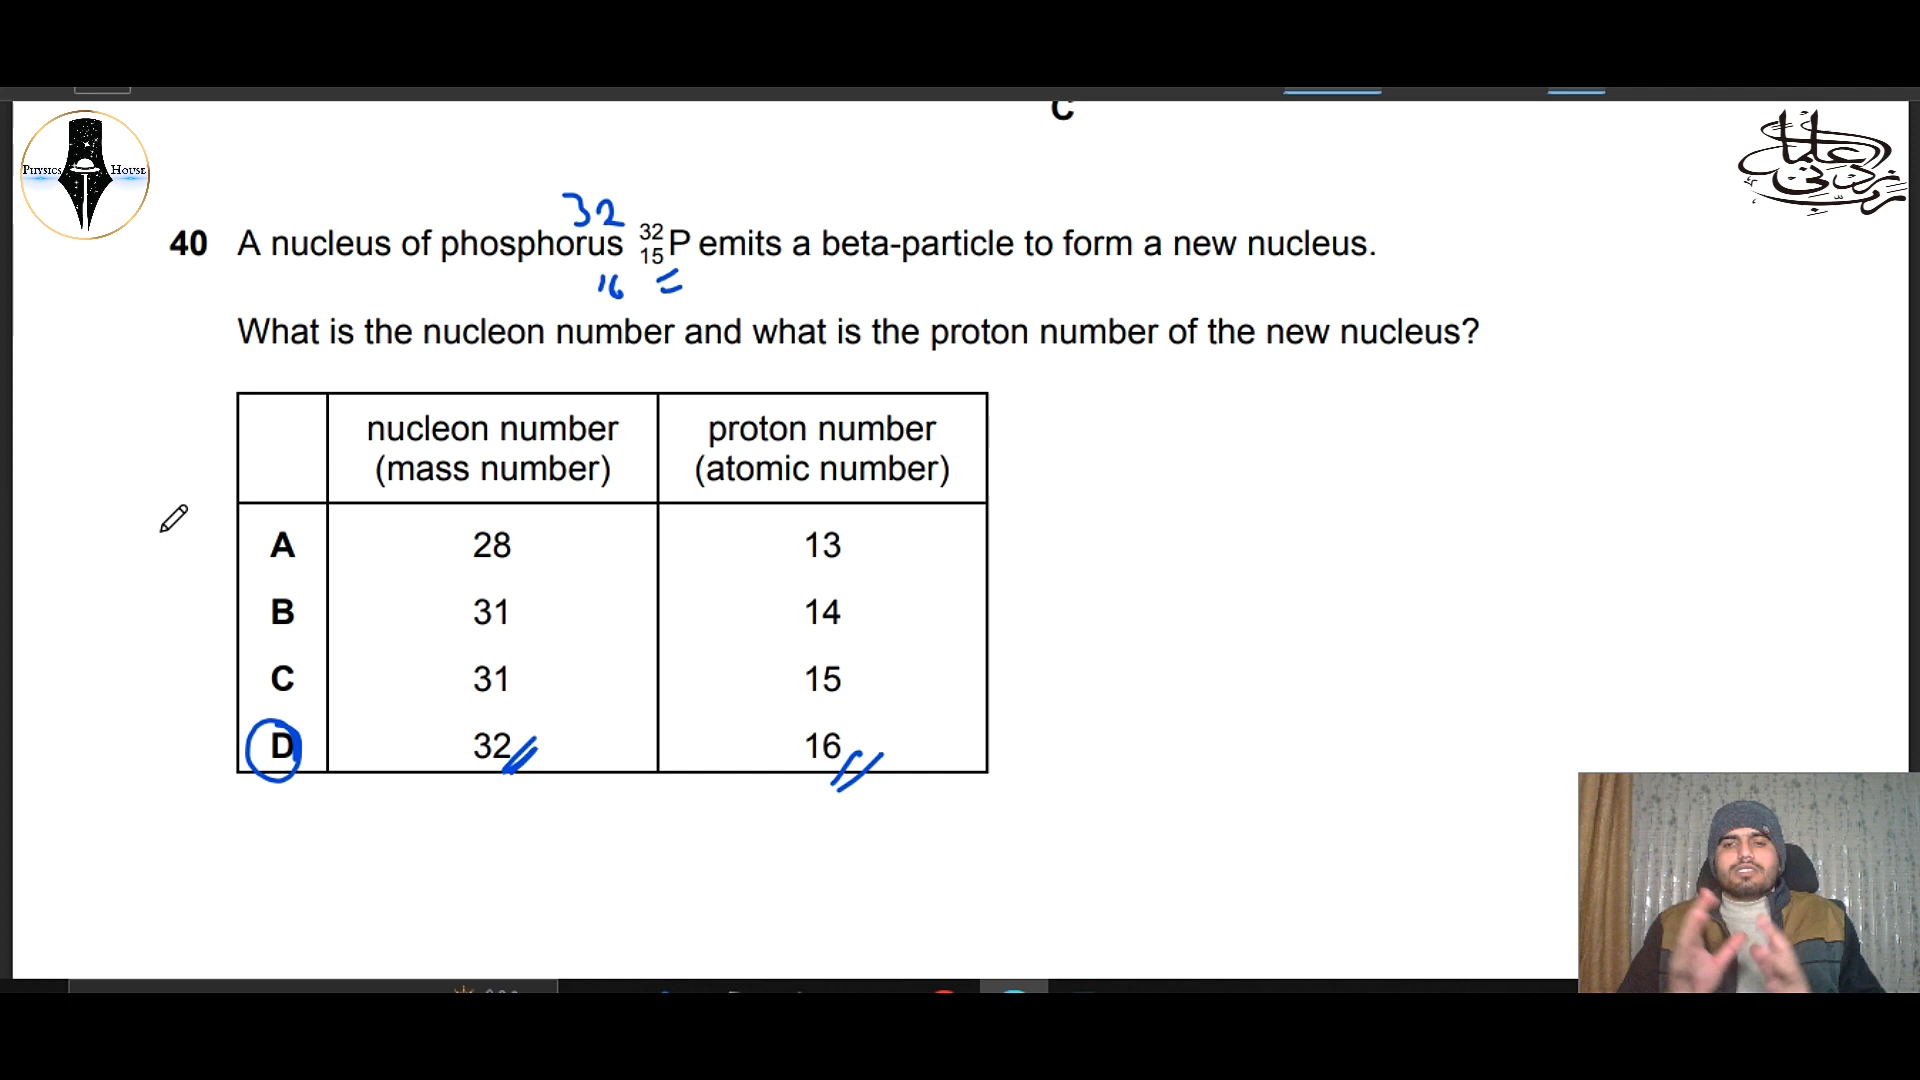 C
PHYSICS HOUSE
32
40 A nucleus of phosphorus ³²₁₅P emits a beta-particle to form a new nucleus.
16 =
What is the nucleon number and what is the proton number of the new nucleus?
nucleon number (mass number) proton number (atomic number)
A 28 13
B 31 14
C 31 15
D 32 16